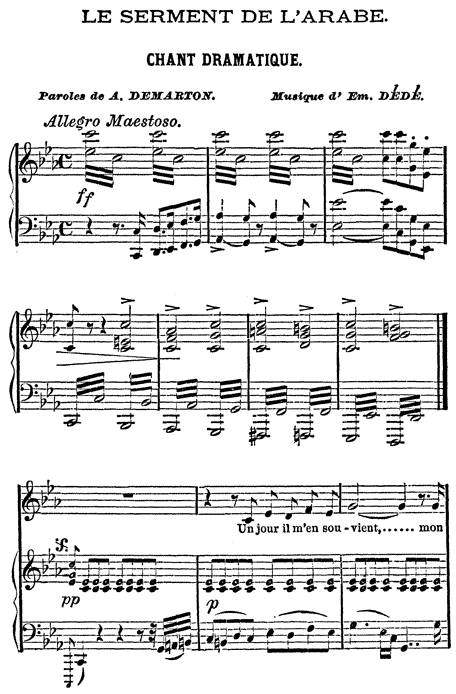 LE SERMENT DE L'ARABE.
CHANT DRAMATIQUE.
Paroles de A. DEMARTON. Musique d' Em. DÉDÉ.
Allegro Maestoso.
ff
pp
p
Un jour il m'en sou-vient,...... mon